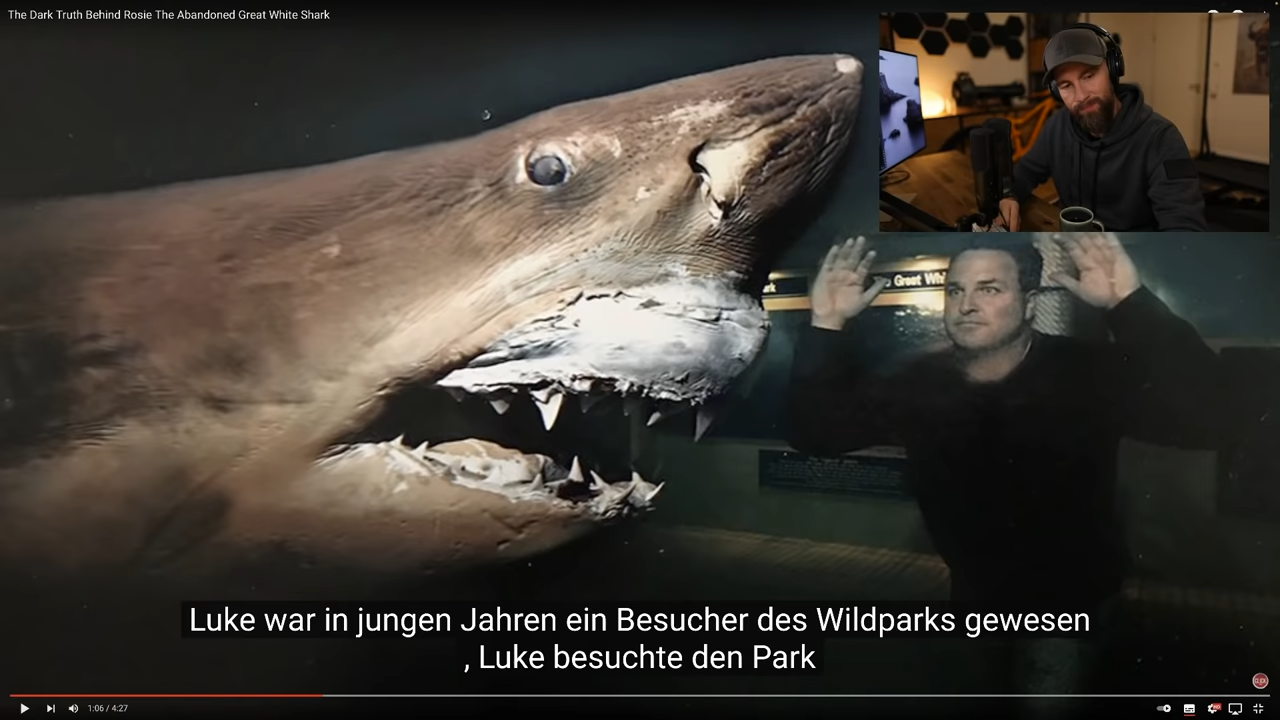 The Dark Truth Behind Rosie The Abandoned Great White Shark
Great Whi
ark
Luke war in jungen Jahren ein Besucher des Wildparks gewesen
, Luke besuchte den Park
1:06 / 4:27